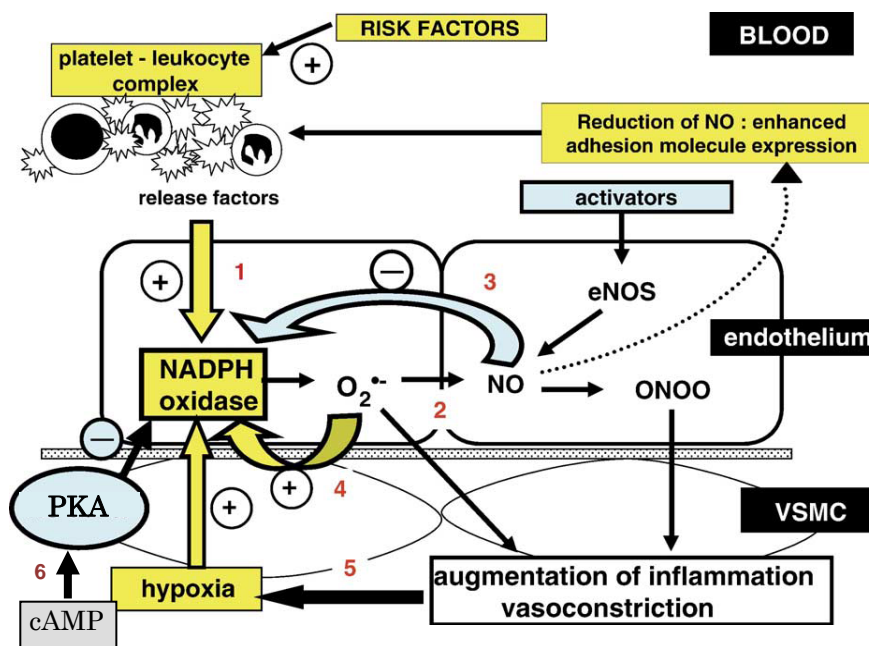 RISK FACTORS
BLOOD
platelet - leukocyte
complex
+
Reduction of NO : enhanced
adhesion molecule expression
release factors
activators
+
1
−
3
eNOS
endothelium
NADPH
oxidase
O2•-
2
NO
ONOO
−
+
4
PKA
+
VSMC
6
5
hypoxia
augmentation of inflammation
vasoconstriction
cAMP